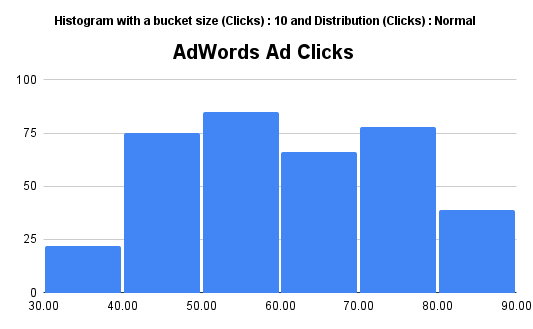 Histogram with a bucket size (Clicks) : 10 and Distribution (Clicks) : Normal
AdWords Ad Clicks
100
75
50
25
0
30.00 40.00 50.00 60.00 70.00 80.00 90.00